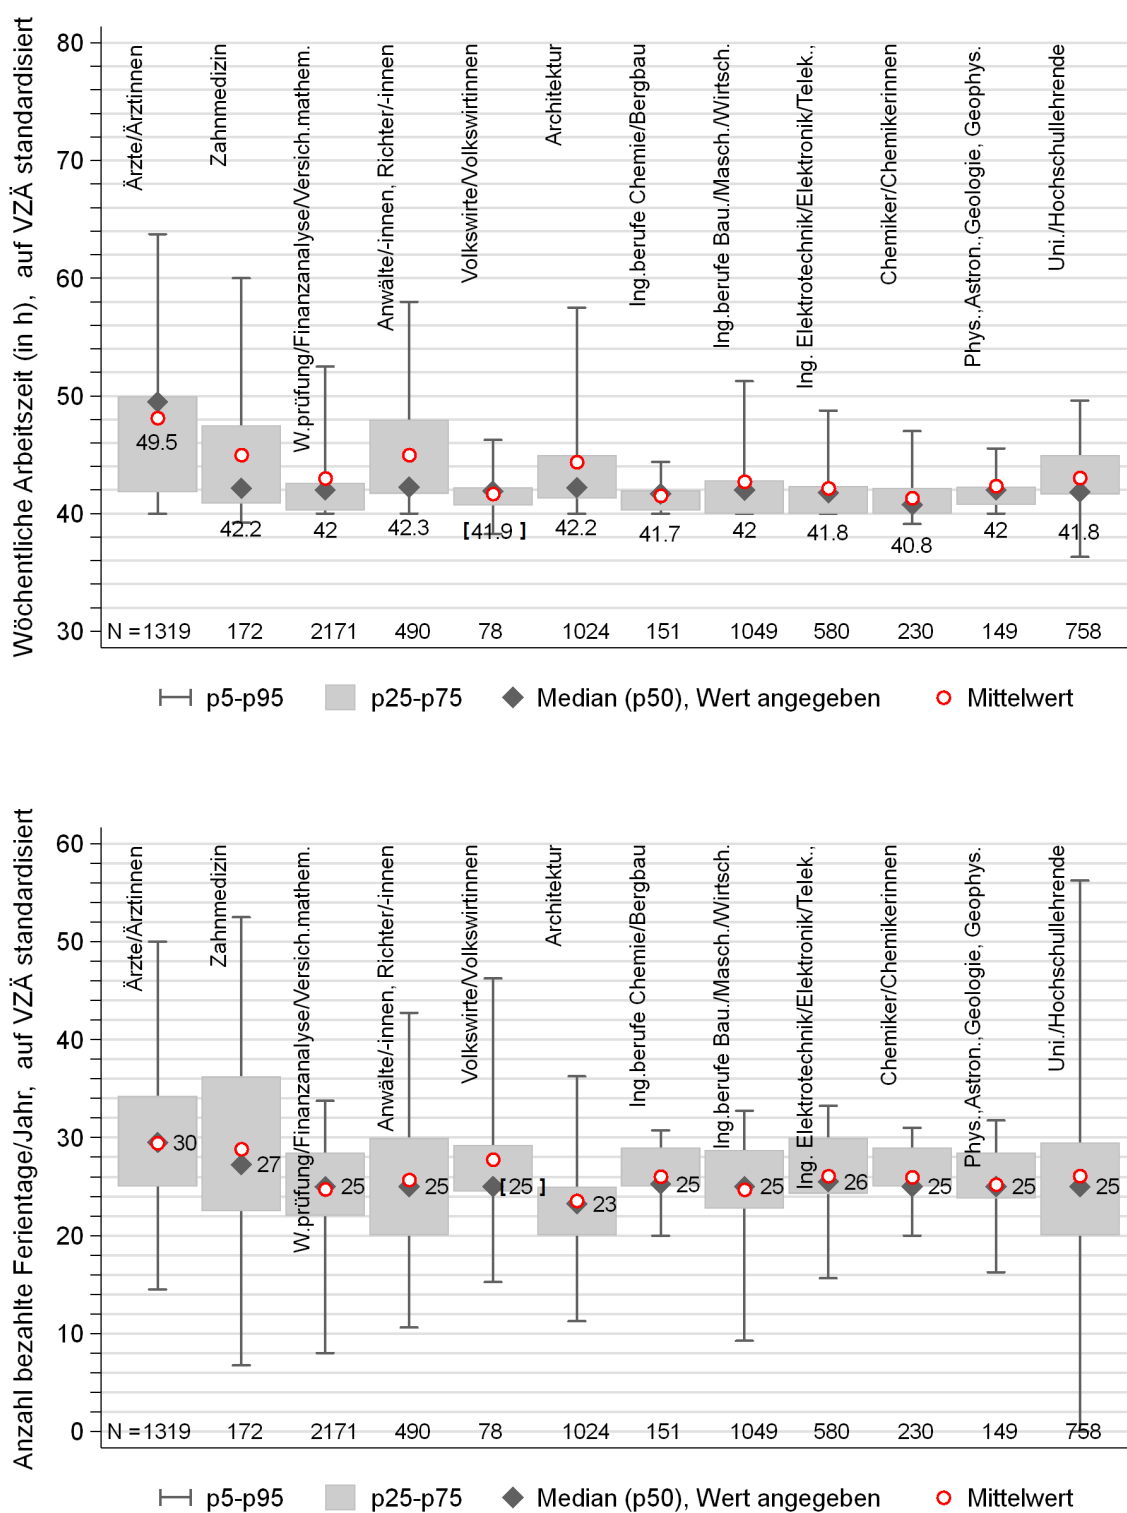 Wöchentliche Arbeitszeit (in h), auf VZÄ standardisiert
80
70
60
50
40
30
Ärzte/Ärztinnen
Zahnmedizin
W.prüfung/Finanzanalyse/Versich.mathem.
Anwälte/-innen, Richter/-innen
Volkswirte/Volkswirtinnen
Architektur
Ing.berufe Chemie/Bergbau
Ing.berufe Bau./Masch./Wirtsch.
Ing. Elektrotechnik/Elektronik/Telek.,
Chemiker/Chemikerinnen
Phys.,Astron.,Geologie, Geophys.
Uni./Hochschullehrende
49.5 42.2 42 42.3 [41.9 ] 42.2 41.7 42 41.8 40.8 42 41.8
N =1319 172 2171 490 78 1024 151 1049 580 230 149 758
p5-p95 p25-p75 Median (p50), Wert angegeben Mittelwert
Anzahl bezahlte Ferientage/Jahr, auf VZÄ standardisiert
60
50
40
30
20
10
0
Ärzte/Ärztinnen
Zahnmedizin
W.prüfung/Finanzanalyse/Versich.mathem.
Anwälte/-innen, Richter/-innen
Volkswirte/Volkswirtinnen
Architektur
Ing.berufe Chemie/Bergbau
Ing.berufe Bau./Masch./Wirtsch.
Ing. Elektrotechnik/Elektronik/Telek.,
Chemiker/Chemikerinnen
Phys.,Astron.,Geologie, Geophys.
Uni./Hochschullehrende
30 27 25 25 [25 ] 23 25 25 26 25 25 25
N =1319 172 2171 490 78 1024 151 1049 580 230 149 758
p5-p95 p25-p75 Median (p50), Wert angegeben Mittelwert